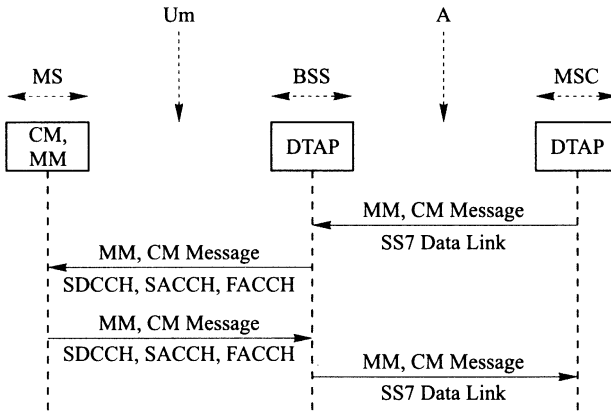 Um
A
MS
BSS
MSC
CM,
MM
DTAP
DTAP
MM, CM Message
SS7 Data Link
MM, CM Message
SDCCH, SACCH, FACCH
MM, CM Message
SDCCH, SACCH, FACCH
MM, CM Message
SS7 Data Link